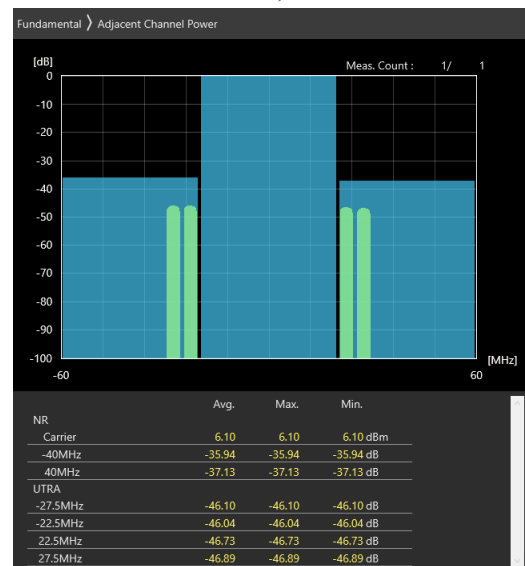 Fundamental 〉 Adjacent Channel Power
[dB]
Meas. Count : 1/ 1
0
-10
-20
-30
-40
-50
-60
-70
-80
-90
-100
[MHz]
-60 60
Avg. Max. Min.
NR
Carrier 6.10 6.10 6.10 dBm
-40MHz -35.94 -35.94 -35.94 dB
40MHz -37.13 -37.13 -37.13 dB
UTRA
-27.5MHz -46.10 -46.10 -46.10 dB
-22.5MHz -46.04 -46.04 -46.04 dB
22.5MHz -46.73 -46.73 -46.73 dB
27.5MHz -46.89 -46.89 -46.89 dB